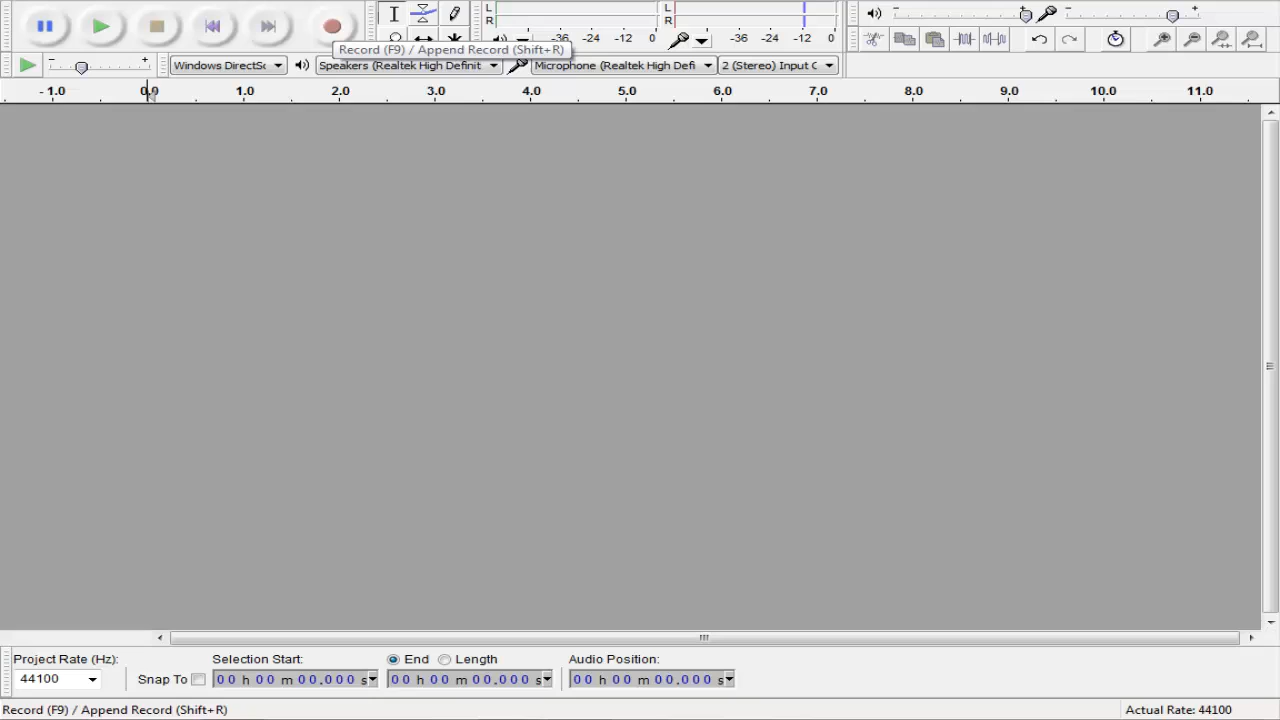 L
R
-36 -24 -12 0
L
R
-36 -24 -12 0
Record (F9) / Append Record (Shift+R)
Windows DirectSo
Speakers (Realtek High Definit
Microphone (Realtek High Defi
2 (Stereo) Input C
- 1.0 0.0 1.0 2.0 3.0 4.0 5.0 6.0 7.0 8.0 9.0 10.0 11.0
Project Rate (Hz):
44100
Snap To
Selection Start:
00 h 00 m 00.000 s
End Length
00 h 00 m 00.000 s
Audio Position:
00 h 00 m 00.000 s
Record (F9) / Append Record (Shift+R)
Actual Rate: 44100